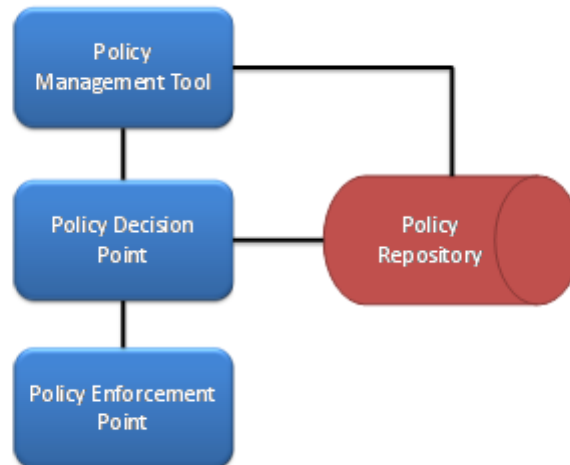 Policy
Management Tool
Policy Decision
Point
Policy
Repository
Policy Enforcement
Point